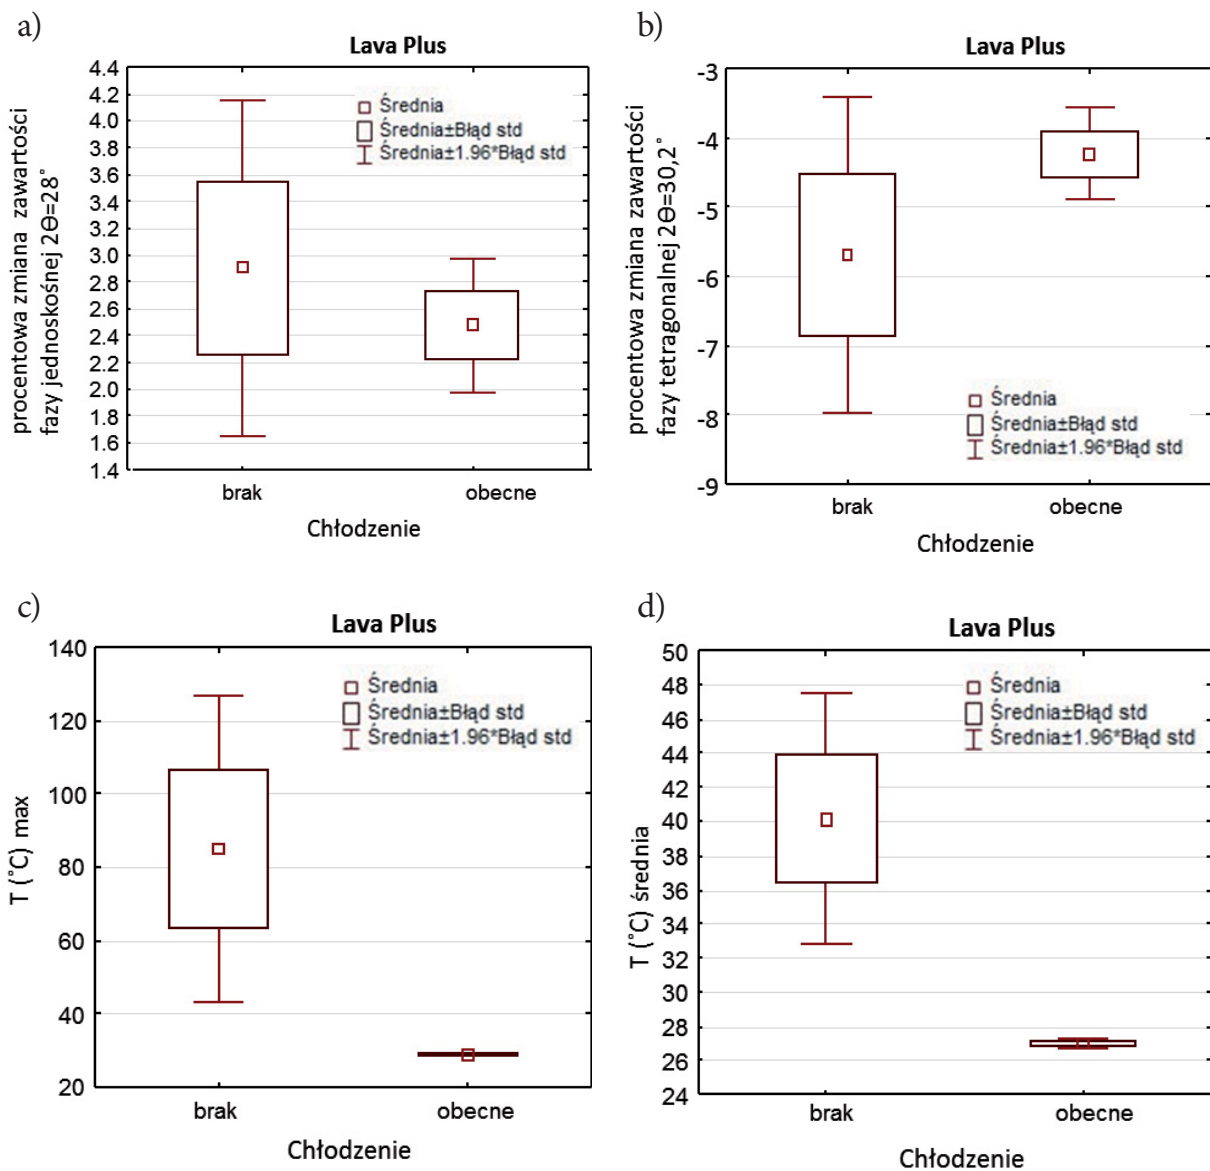 a)
Lava Plus
procentowa zmiana zawartości
fazy jednoskośnej 2Θ=28˚
4.4
4.2
4.0
3.8
3.6
3.4
3.2
3.0
2.8
2.6
2.4
2.2
2.0
1.8
1.6
1.4
Średnia
Średnia±Błąd std
Średnia±1.96*Błąd std
brak
obecne
Chłodzenie
b)
Lava Plus
procentowa zmiana zawartości
fazy tetragonalnej 2Θ=30,2˚
-3
-4
-5
-6
-7
-8
-9
Średnia
Średnia±Błąd std
Średnia±1.96*Błąd std
brak
obecne
Chłodzenie
c)
Lava Plus
T (˚C) max
140
120
100
80
60
40
20
Średnia
Średnia±Błąd std
Średnia±1.96*Błąd std
brak
obecne
Chłodzenie
d)
Lava Plus
T (˚C) średnia
50
48
46
44
42
40
38
36
34
32
30
28
26
24
Średnia
Średnia±Błąd std
Średnia±1.96*Błąd std
brak
obecne
Chłodzenie